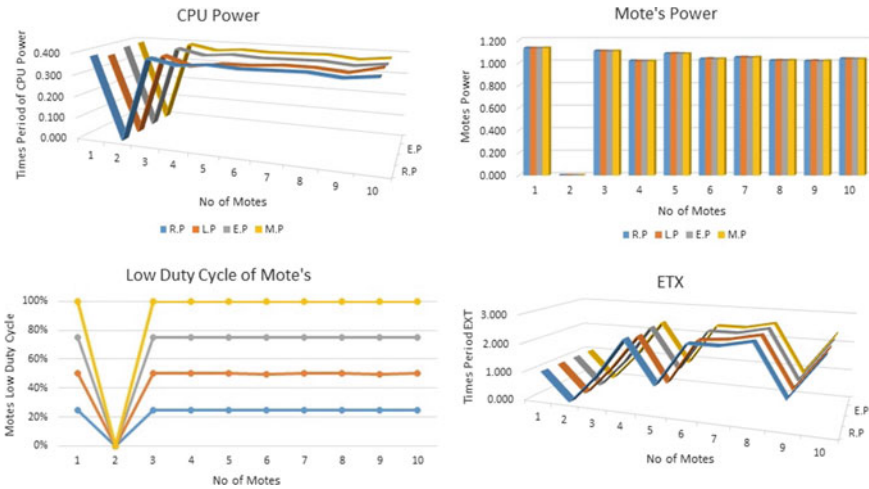 CPU Power
Times Period of CPU Power
0.400
0.300
0.200
0.100
0.000
1 2 3 4 5 6 7 8 9 10
E.P
R.P
No of Motes
R.P L.P E.P M.P
Mote's Power
Motes Power
1.200
1.000
0.800
0.600
0.400
0.200
0.000
1 2 3 4 5 6 7 8 9 10
No of Motes
R.P L.P E.P M.P
Low Duty Cycle of Mote's
Motes Low Duty Cycle
100%
80%
60%
40%
20%
0%
1 2 3 4 5 6 7 8 9 10
No of Motes
ETX
Times Period EXT
3.000
2.000
1.000
0.000
1 2 3 4 5 6 7 8 9 10
E.P
R.P
No of Motes